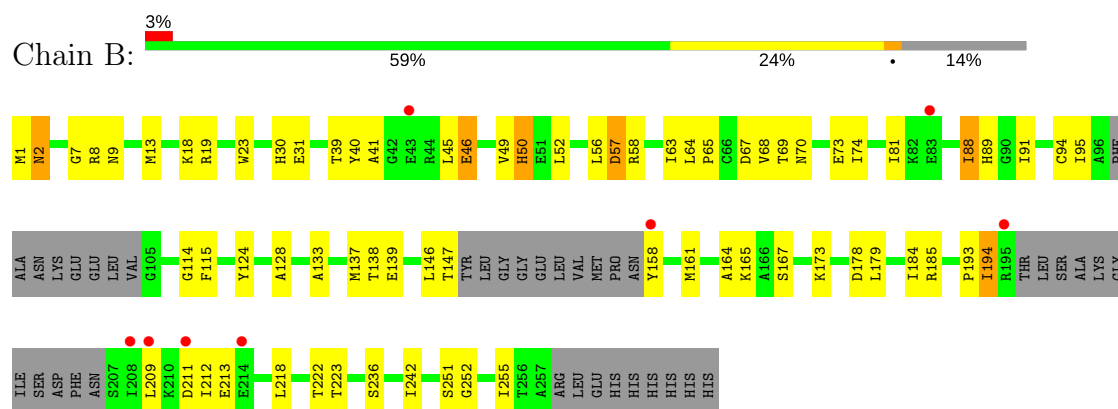 3%
Chain B:
59% 24% • 14%
M1 N2 G7 R8 N9 M13 K18 R19 W23 H30 E31 T39 Y40 A41 G42 E43 R44 L45 E46 V49 H50 E51 L52 L56 D57 R58 I63 L64 P65 C66 D67 V68 T69 N70 E73 I74 I81 K82 E83 I88 H89 G90 I91 C94 I95 A96 PHE
ALA ASN LYS GLU GLU LEU VAL G105 G114 F115 Y124 A128 A133 M137 T138 E139 L146 T147 TYR LEU GLY GLY GLU LEU VAL MET PRO ASN Y158 M161 A164 K165 A166 S167 K173 D178 L179 I184 R185 P193 I194 R195 THR LEU SER ALA LYS GLY
ILE SER ASP PHE ASN S207 I208 L209 K210 D211 I212 E213 E214 L218 T222 T223 S236 I242 S251 G252 I255 T256 A257 ARG LEU GLU HIS HIS HIS HIS HIS HIS